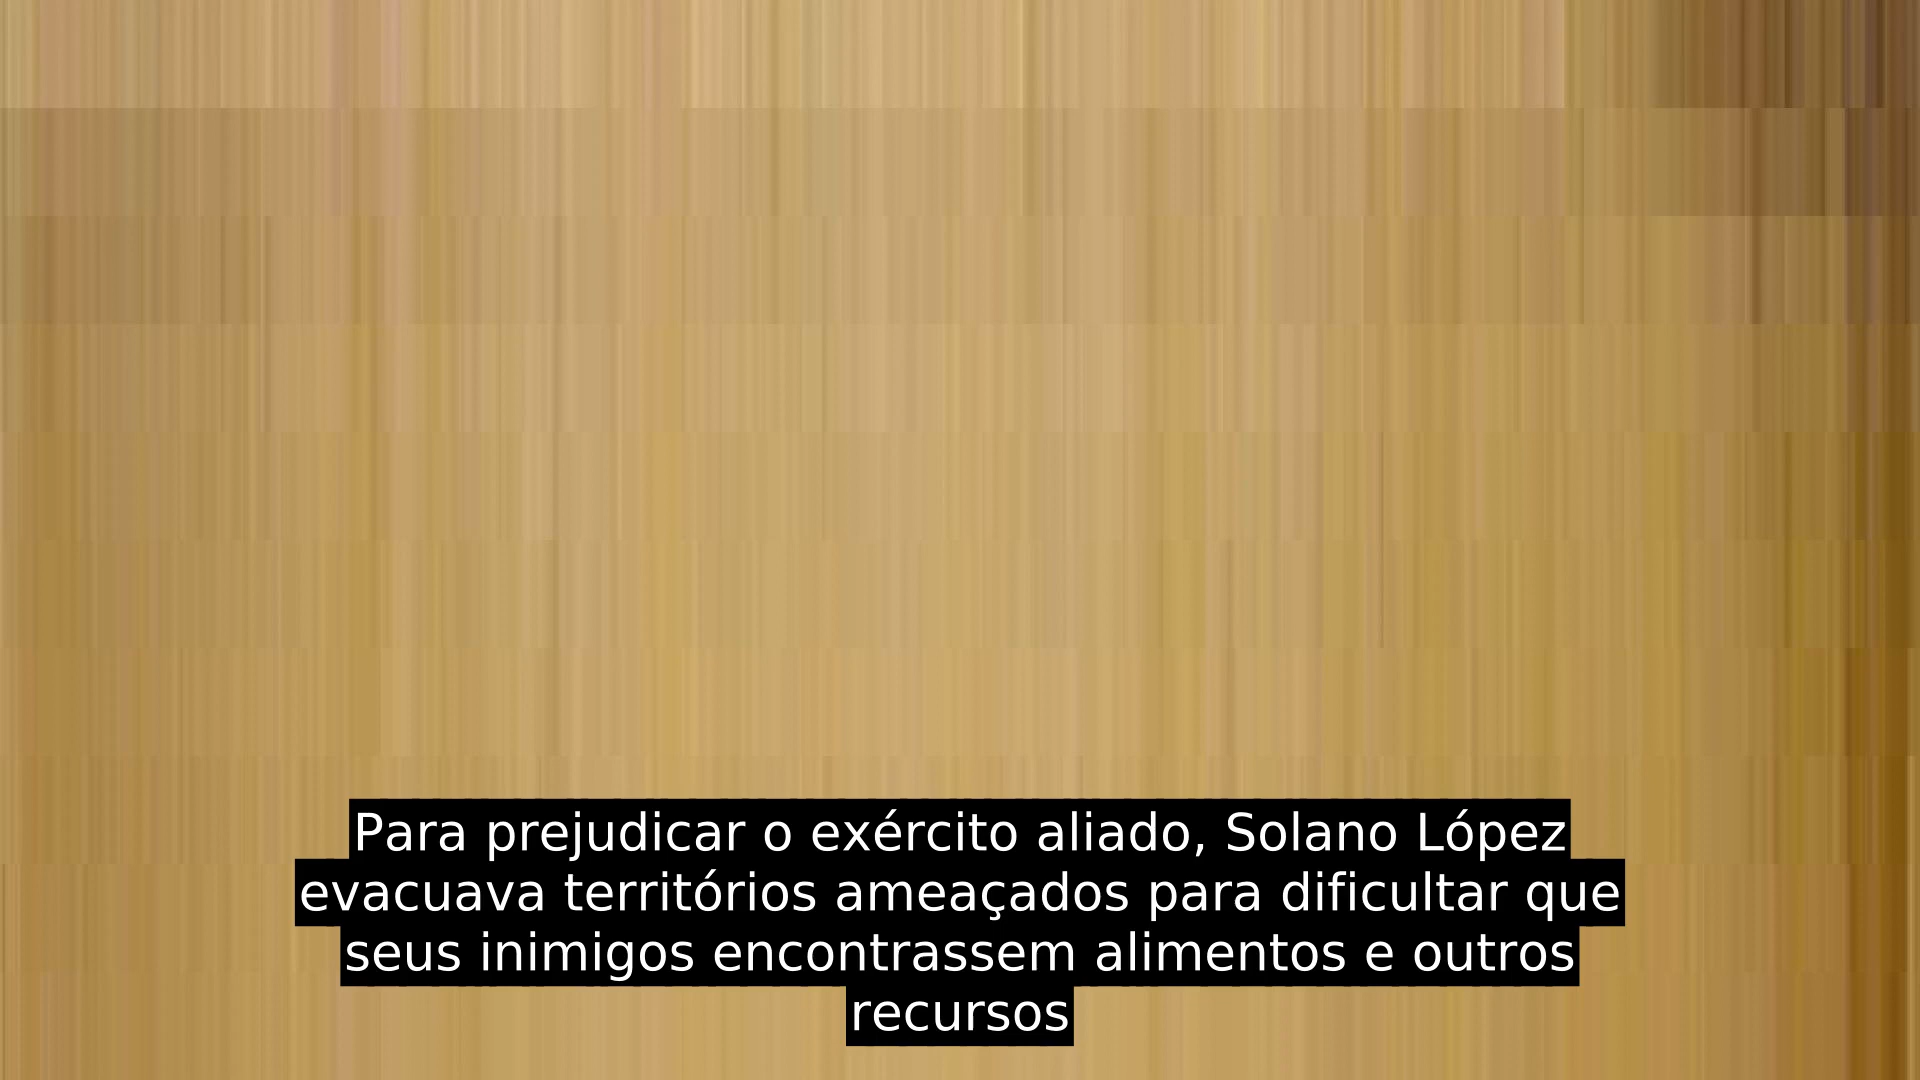 Para prejudicar o exército aliado, Solano López
evacuava territórios ameaçados para dificultar que
seus inimigos encontrassem alimentos e outros
recursos